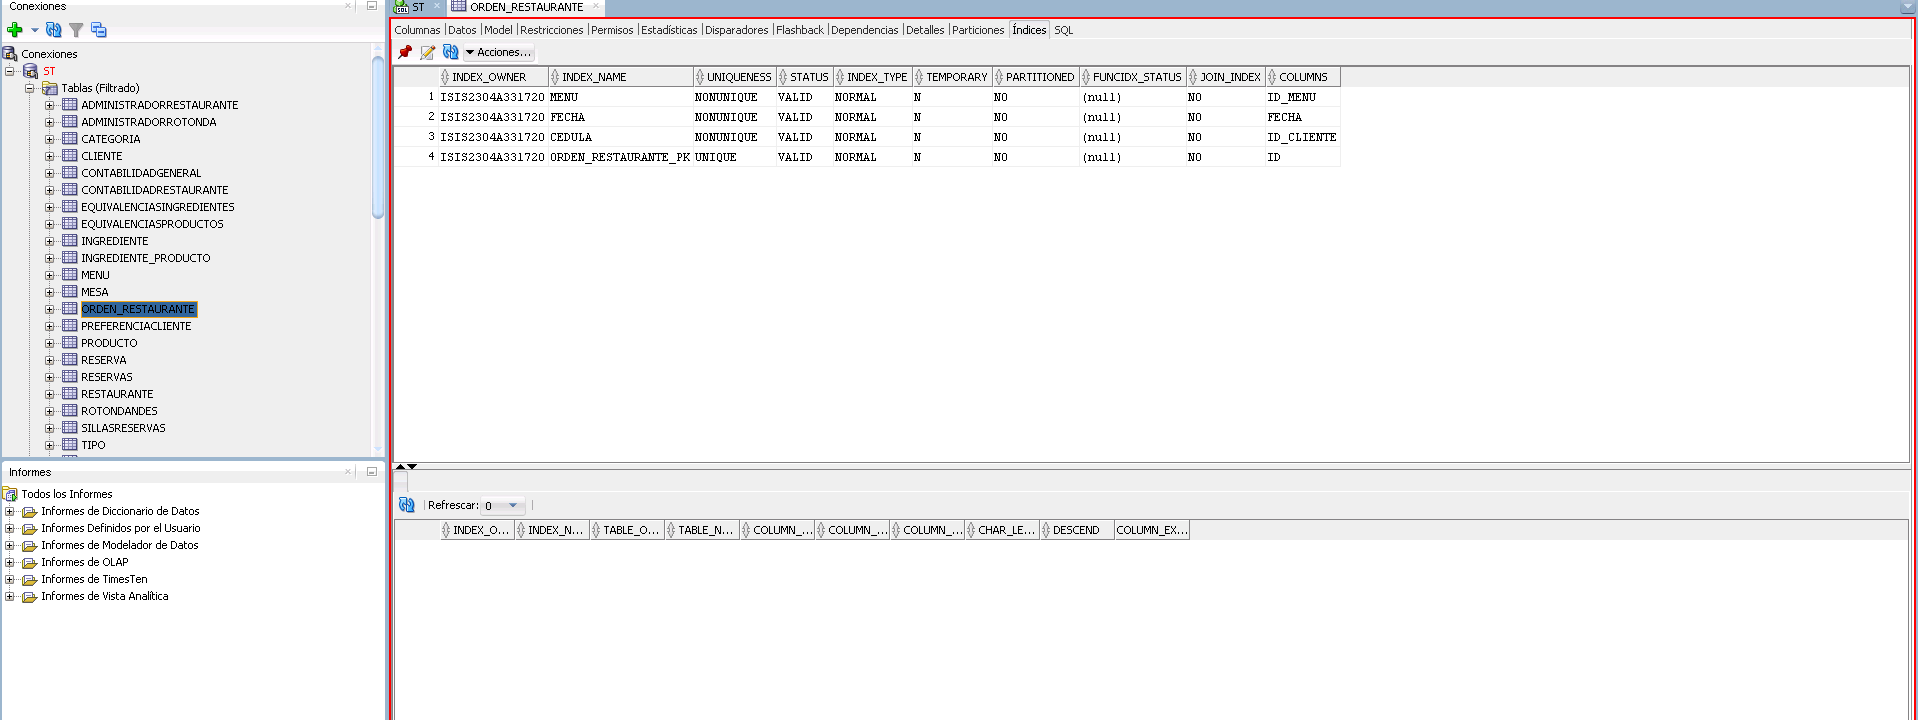 Conexiones
Conexiones
ST
Tablas (Filtrado)
ADMINISTRADORRESTAURANTE
ADMINISTRADORROTONDA
CATEGORIA
CLIENTE
CONTABILIDADGENERAL
CONTABILIDADRESTAURANTE
EQUIVALENCIASINGREDIENTES
EQUIVALENCIASPRODUCTOS
INGREDIENTE
INGREDIENTE_PRODUCTO
MENU
MESA
ORDEN_RESTAURANTE
PREFERENCIACLIENTE
PRODUCTO
RESERVA
RESERVAS
RESTAURANTE
ROTONDANDES
SILLASRESERVAS
TIPO
Informes
Todos los Informes
Informes de Diccionario de Datos
Informes Definidos por el Usuario
Informes de Modelador de Datos
Informes de OLAP
Informes de TimesTen
Informes de Vista Analítica
SQL ST ORDEN_RESTAURANTE
Columnas Datos Model Restricciones Permisos Estadísticas Disparadores Flashback Dependencias Detalles Particiones Índices SQL
Acciones...
INDEX_OWNER INDEX_NAME UNIQUENESS STATUS INDEX_TYPE TEMPORARY PARTITIONED FUNCIDX_STATUS JOIN_INDEX COLUMNS
1 ISIS2304A331720 MENU NONUNIQUE VALID NORMAL N NO (null) NO ID_MENU
2 ISIS2304A331720 FECHA NONUNIQUE VALID NORMAL N NO (null) NO FECHA
3 ISIS2304A331720 CEDULA NONUNIQUE VALID NORMAL N NO (null) NO ID_CLIENTE
4 ISIS2304A331720 ORDEN_RESTAURANTE_PK UNIQUE VALID NORMAL N NO (null) NO ID
Refrescar: 0
INDEX_O... INDEX_N... TABLE_O... TABLE_N... COLUMN_... COLUMN_... COLUMN_... CHAR_LE... DESCEND COLUMN_EX...